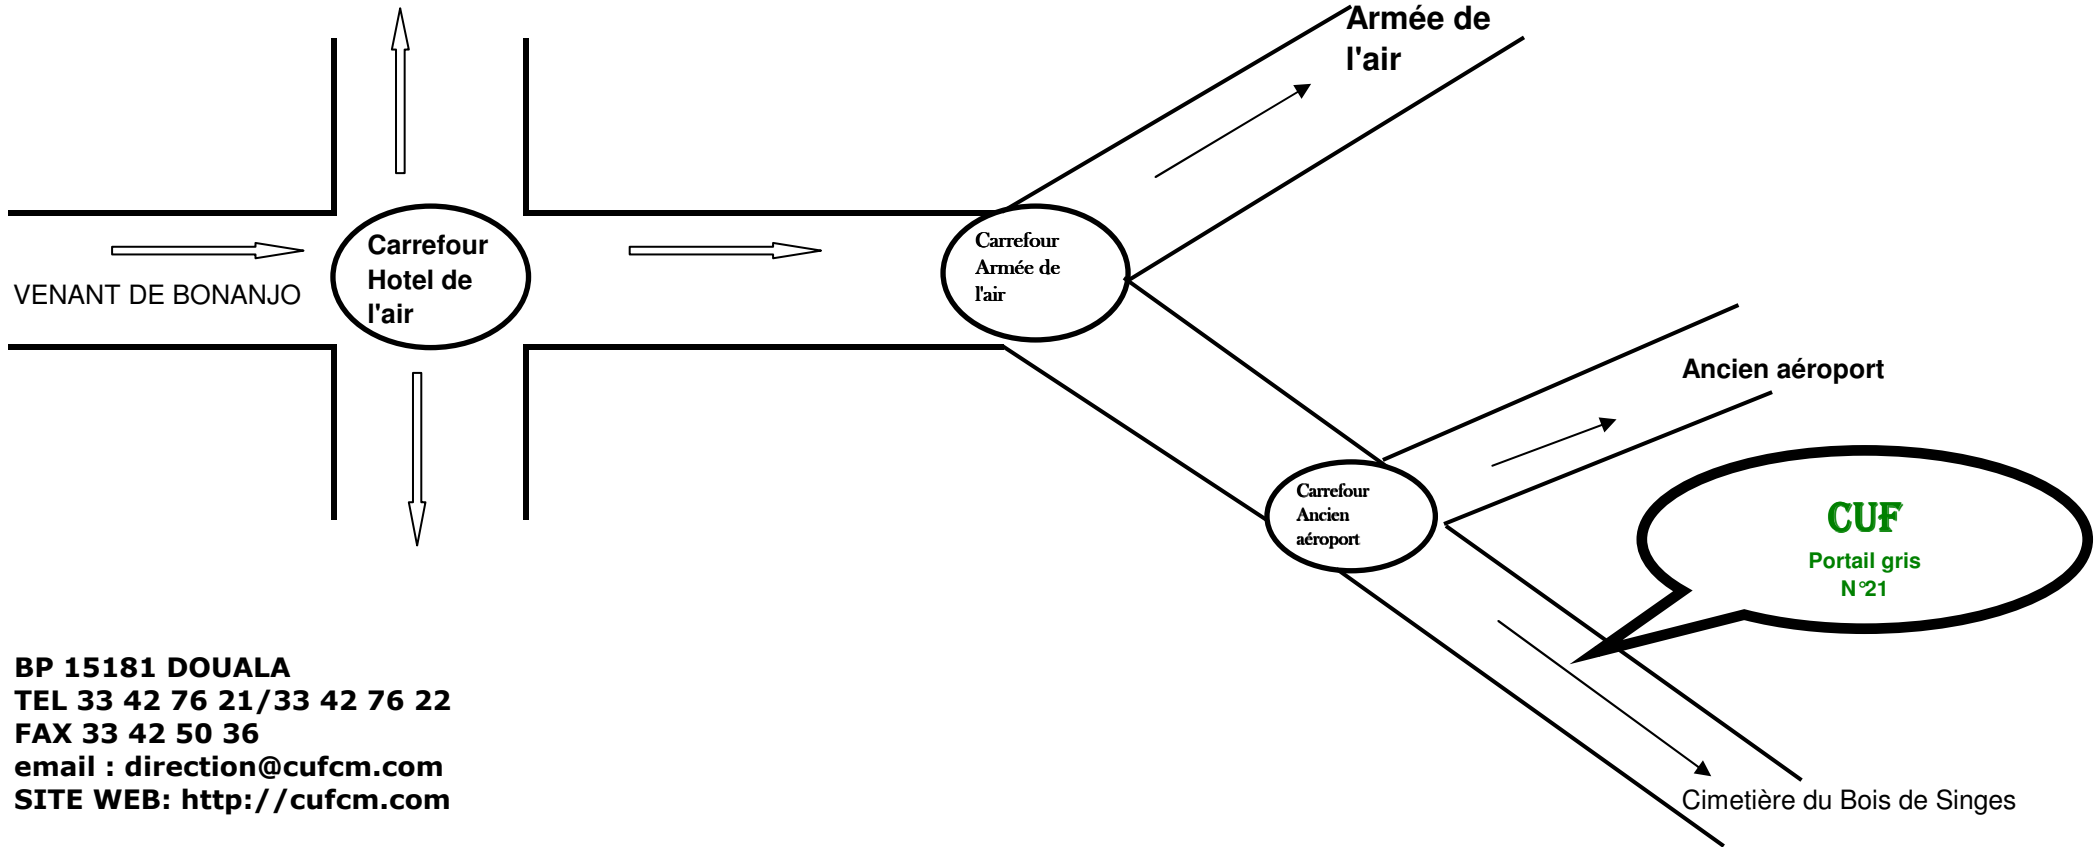 Armée de
l'air
Carrefour
Hotel de
l'air
VENANT DE BONANJO
Carrefour
Armée de
l'air
Ancien aéroport
Carrefour
Ancien
aéroport
CUF
Portail gris
N°21
Cimetière du Bois de Singes
BP 15181 DOUALA
TEL 33 42 76 21/33 42 76 22
FAX 33 42 50 36
email : direction@cufcm.com
SITE WEB: http://cufcm.com